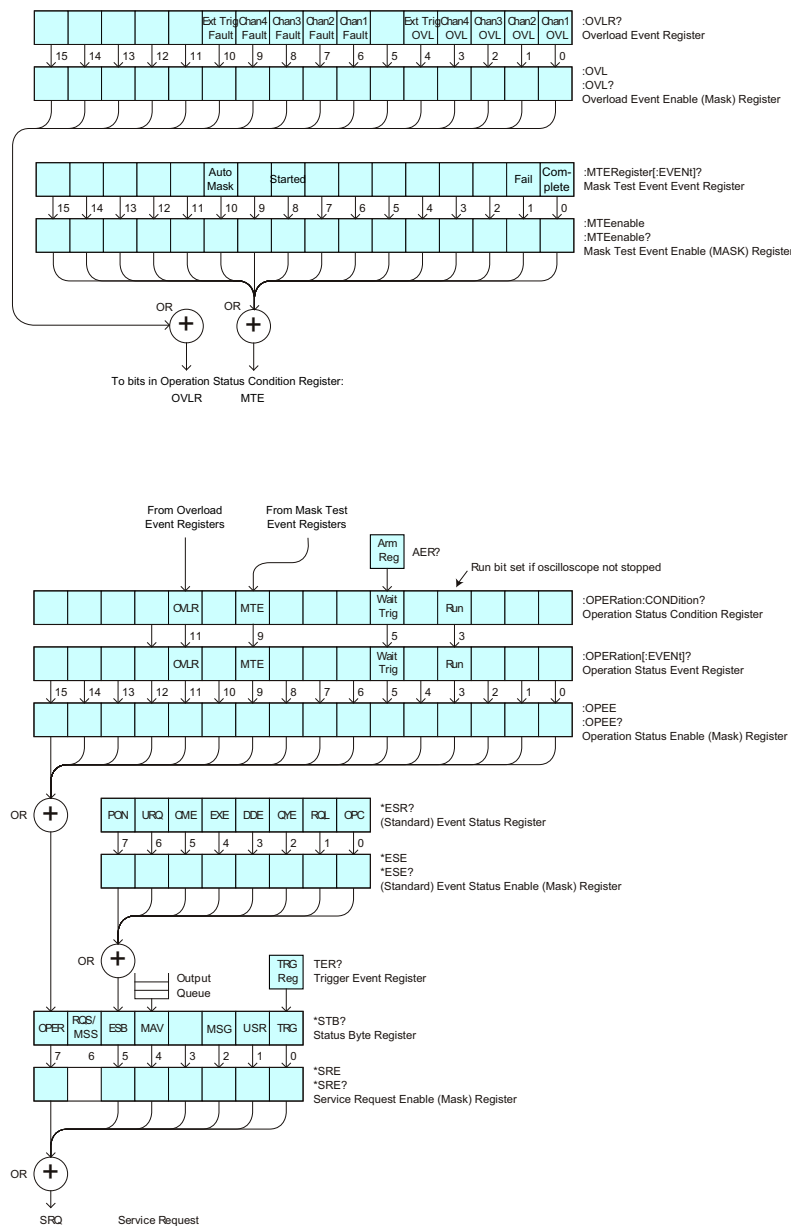 Ext Trig Fault Chan4 Fault Chan3 Fault Chan2 Fault Chan1 Fault Ext Trig OVL Chan4 OVL Chan3 OVL Chan2 OVL Chan1 OVL
:OVLR?
Overload Event Register
15 14 13 12 11 10 9 8 7 6 5 4 3 2 1 0
:OVL
:OVL?
Overload Event Enable (Mask) Register
Auto Mask Started Fail Com-plete
:MTERegister[:EVENt]?
Mask Test Event Event Register
15 14 13 12 11 10 9 8 7 6 5 4 3 2 1 0
:MTEenable
:MTEenable?
Mask Test Event Enable (MASK) Register
OR OR
+ +
To bits in Operation Status Condition Register:
OVLR MTE
From Overload Event Registers
From Mask Test Event Registers
Arm Reg
AER?
Run bit set if oscilloscope not stopped
OVLR MTE Wait Trig Run
:OPERation:CONDition?
Operation Status Condition Register
11 9 5 3
OVLR MTE Wait Trig Run
:OPERation[:EVENt]?
Operation Status Event Register
15 14 13 12 11 10 9 8 7 6 5 4 3 2 1 0
:OPEE
:OPEE?
Operation Status Enable (Mask) Register
OR +
PON URQ CME EXE DDE QYE RQL OPC
*ESR?
(Standard) Event Status Register
7 6 5 4 3 2 1 0
*ESE
*ESE?
(Standard) Event Status Enable (Mask) Register
OR +
Output
Queue
TRG Reg
TER?
Trigger Event Register
OPER RQS/MSS ESB MAV MSG USR TRG
*STB?
Status Byte Register
7 6 5 4 3 2 1 0
*SRE
*SRE?
Service Request Enable (Mask) Register
OR +
SRQ Service Request